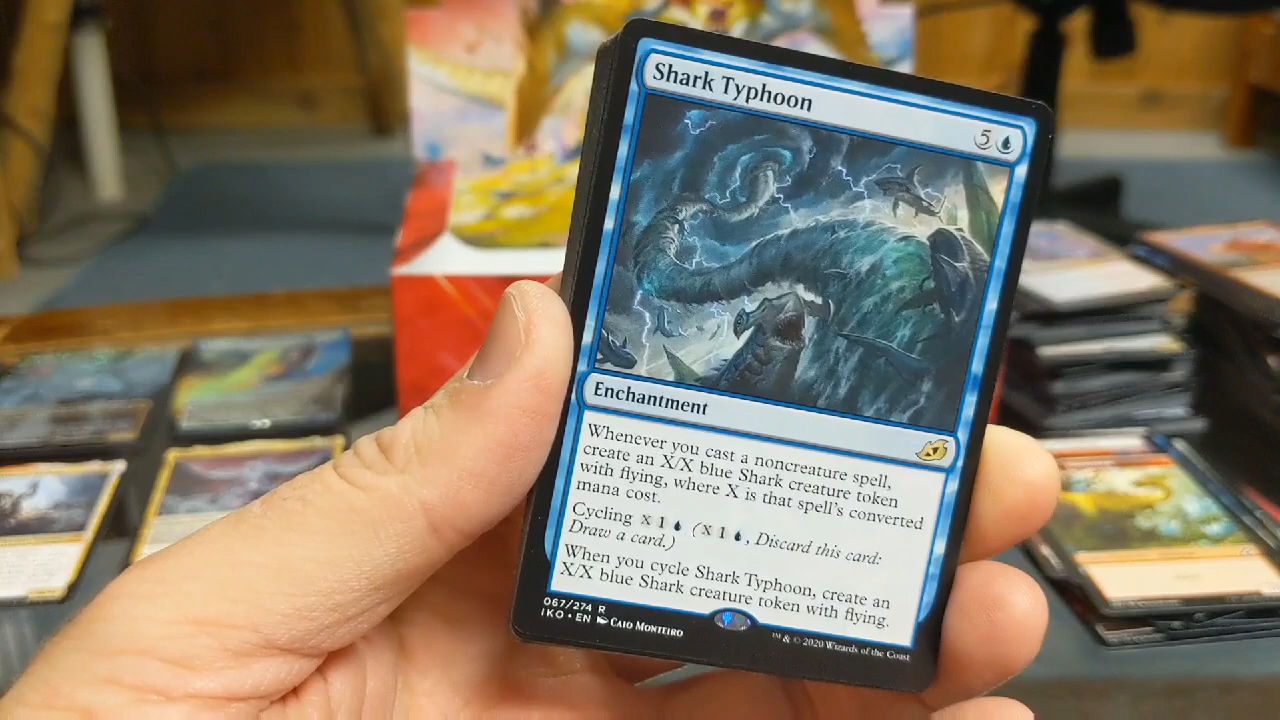 Shark Typhoon
5
Enchantment
Whenever you cast a noncreature spell,
create an X/X blue Shark creature token
with flying, where X is that spell's converted
mana cost.
Cycling X 1 (X 1 , Discard this card:
Draw a card.)
When you cycle Shark Typhoon, create an
X/X blue Shark creature token with flying.
067/274 R
IKO • EN Caio Monteiro
™ & © 2020 Wizards of the Coast